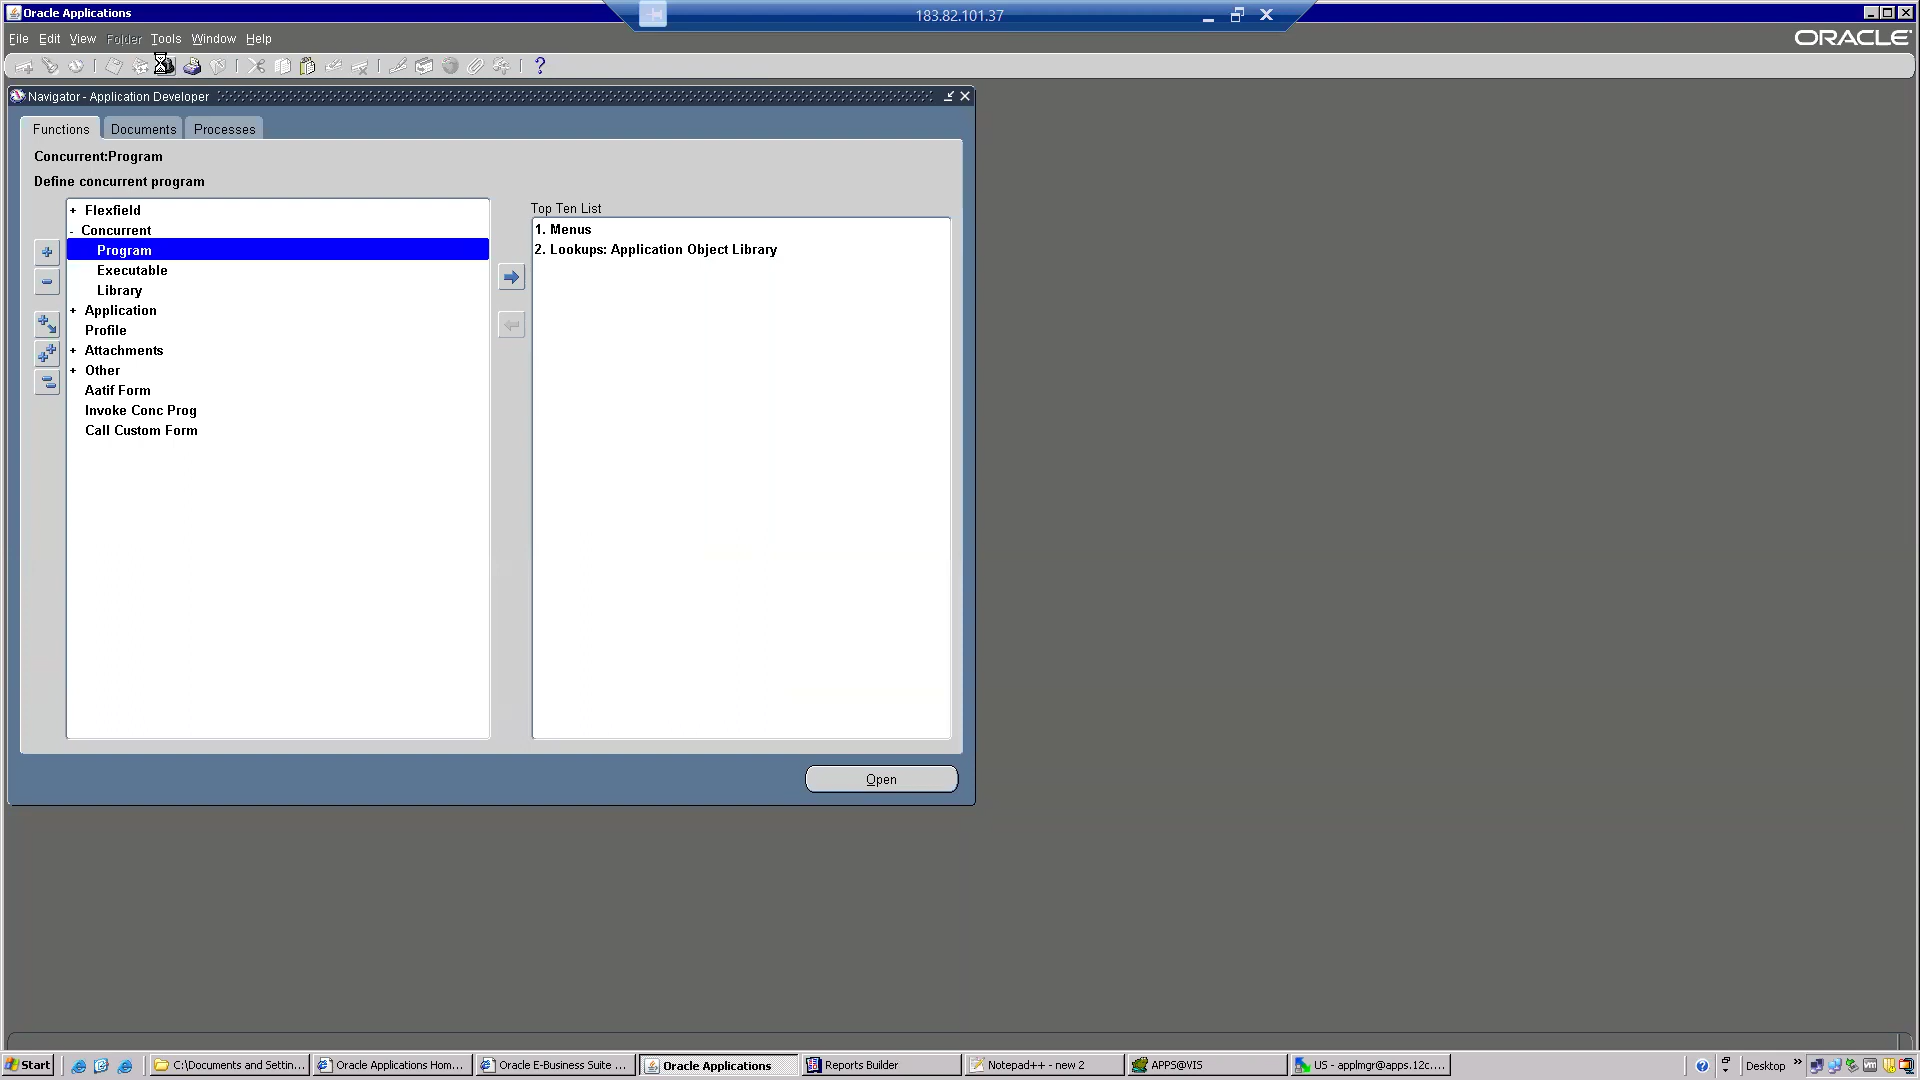 Oracle Applications
183.82.101.37
File Edit View Folder Tools Window Help
ORACLE
Navigator - Application Developer
Functions Documents Processes
Concurrent:Program
Define concurrent program
+ Flexfield
- Concurrent
Program
Executable
Library
+ Application
Profile
+ Attachments
+ Other
Aatif Form
Invoke Conc Prog
Call Custom Form
Top Ten List
1. Menus
2. Lookups: Application Object Library
Open
Start
C:\Documents and Settin...
Oracle Applications Hom...
Oracle E-Business Suite ...
Oracle Applications
Reports Builder
Notepad++ - new 2
APPS@VIS
US - applmgr@apps.12c....
Desktop